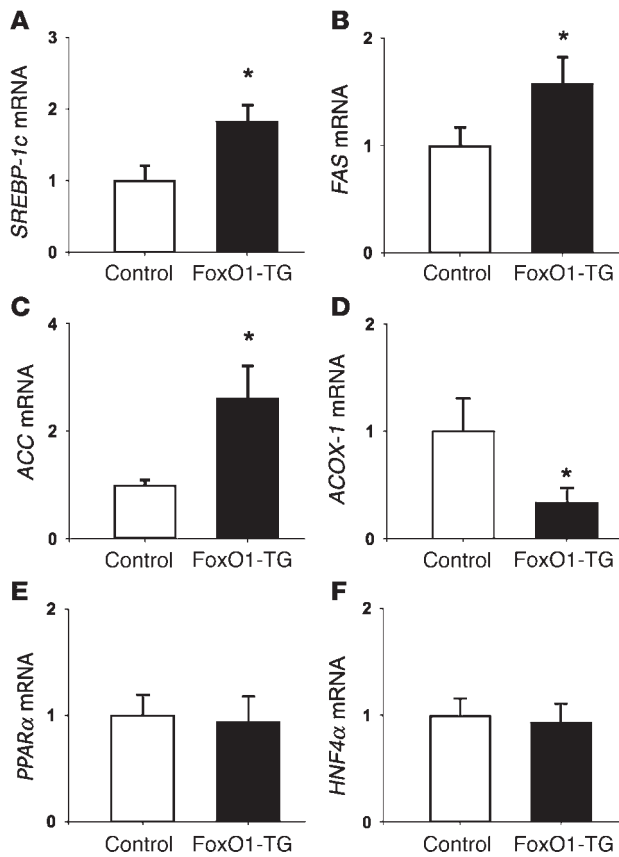 A
SREBP-1c mRNA
3
2
1
0
*
Control FoxO1-TG
B
FAS mRNA
2
1
0
*
Control FoxO1-TG
C
ACC mRNA
4
2
0
*
Control FoxO1-TG
D
ACOX-1 mRNA
2
1
0
*
Control FoxO1-TG
E
PPARα mRNA
2
1
0
Control FoxO1-TG
F
HNF4α mRNA
2
1
0
Control FoxO1-TG